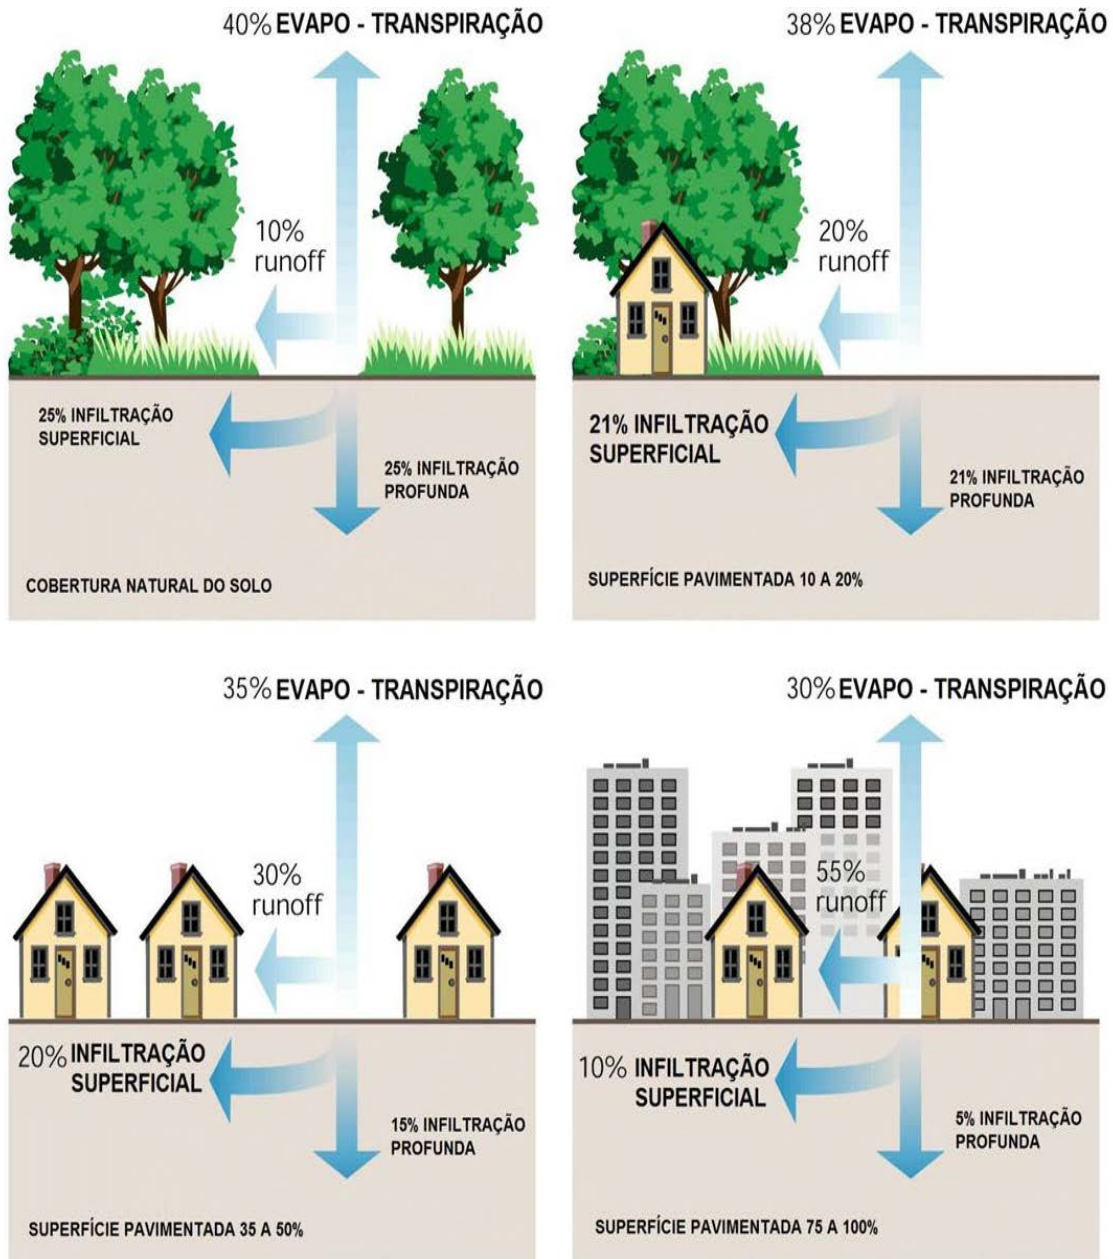 40% EVAPO - TRANSPIRAÇÃO
10%
runoff
25% INFILTRAÇÃO
SUPERFICIAL
25% INFILTRAÇÃO
PROFUNDA
COBERTURA NATURAL DO SOLO
38% EVAPO - TRANSPIRAÇÃO
20%
runoff
21% INFILTRAÇÃO
SUPERFICIAL
21% INFILTRAÇÃO
PROFUNDA
SUPERFÍCIE PAVIMENTADA 10 A 20%
35% EVAPO - TRANSPIRAÇÃO
30%
runoff
20% INFILTRAÇÃO
SUPERFICIAL
15% INFILTRAÇÃO
PROFUNDA
SUPERFÍCIE PAVIMENTADA 35 A 50%
30% EVAPO - TRANSPIRAÇÃO
55%
runoff
10% INFILTRAÇÃO
SUPERFICIAL
5% INFILTRAÇÃO
PROFUNDA
SUPERFÍCIE PAVIMENTADA 75 A 100%